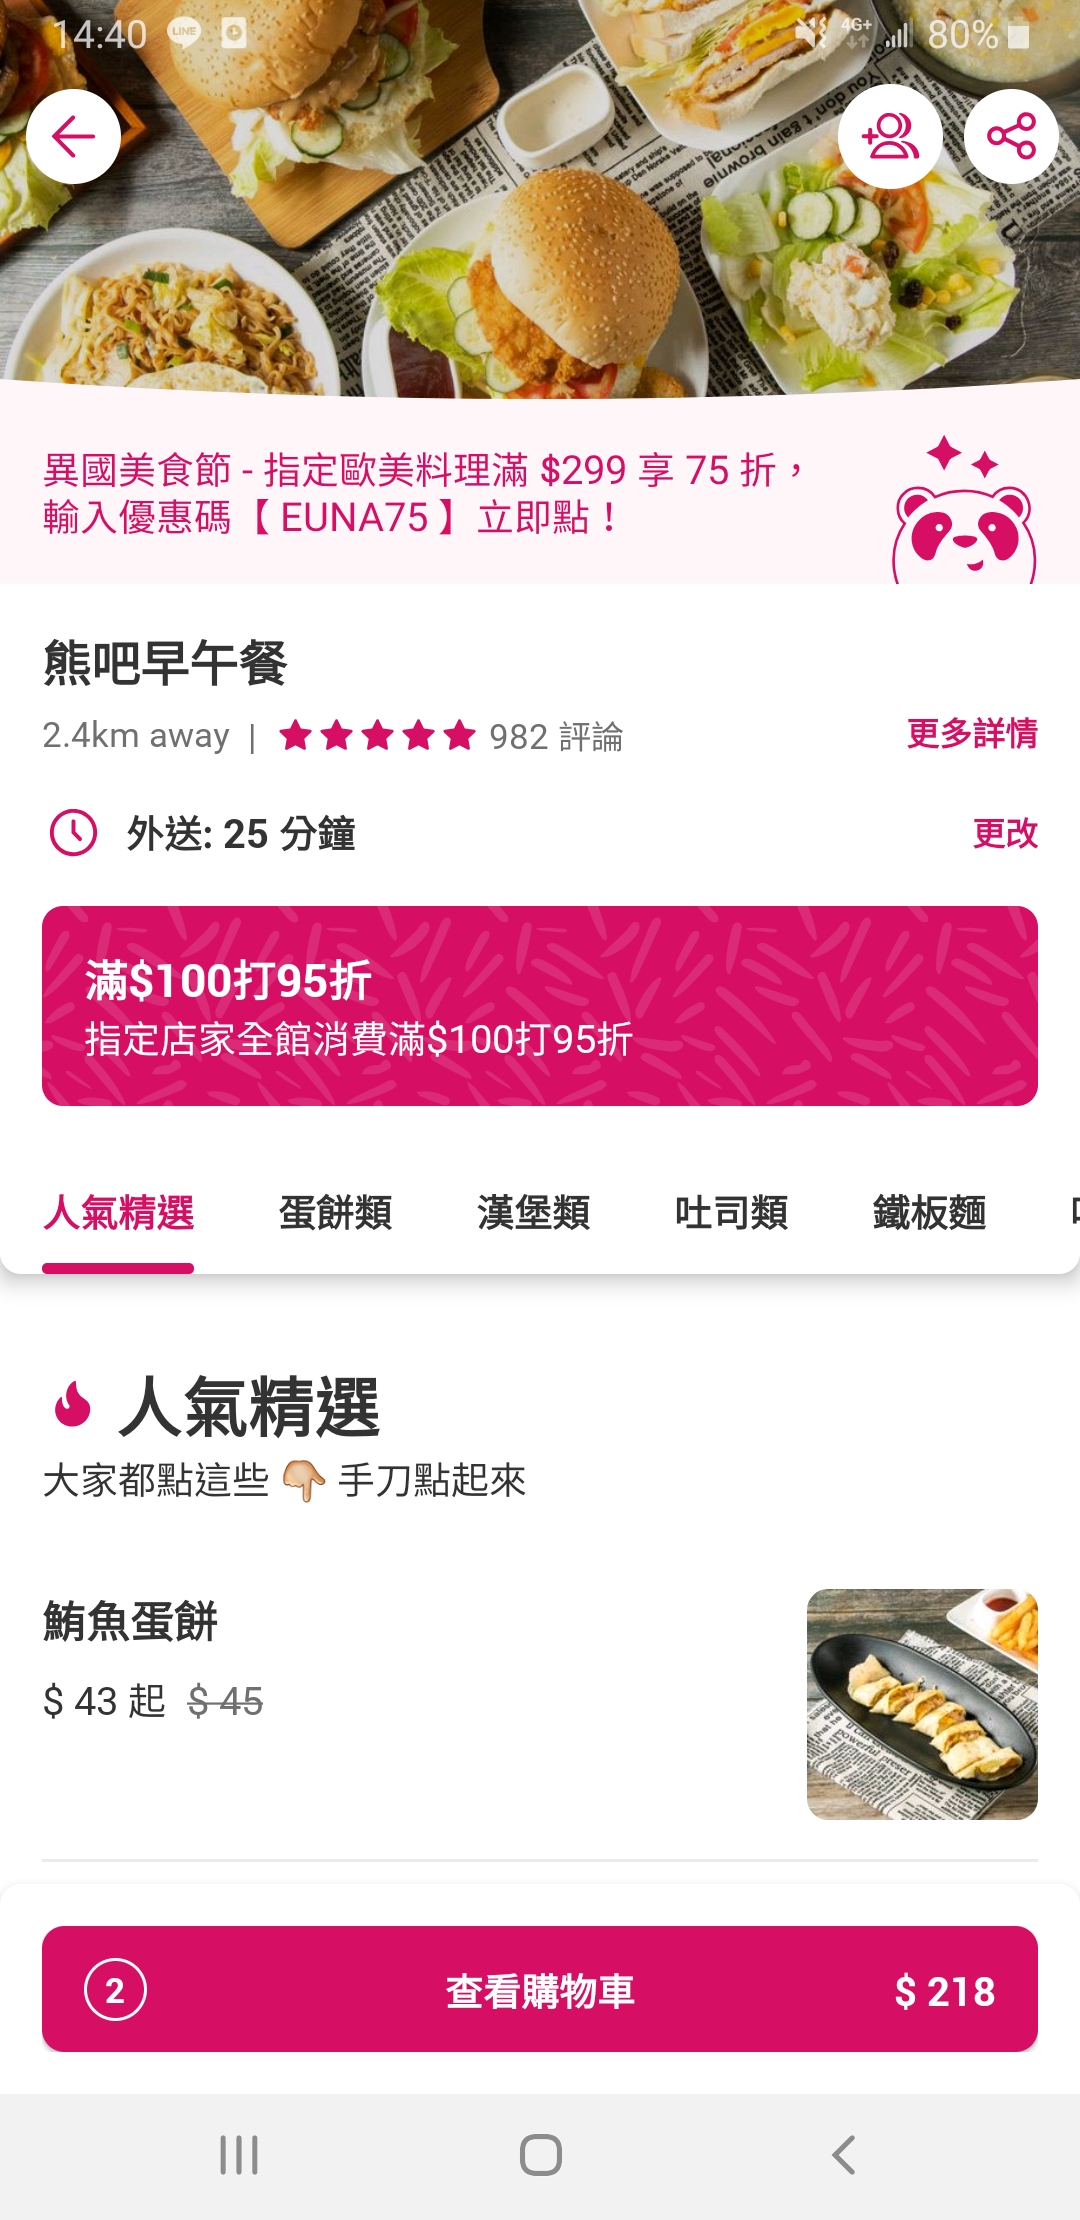 14:40
LINE
4G+
80%
異國美食節 - 指定歐美料理滿 $299 享 75 折，
輸入優惠碼【 EUNA75 】立即點！
熊吧早午餐
2.4km away | 982 評論
更多詳情
外送: 25 分鐘
更改
滿$100打95折
指定店家全館消費滿$100打95折
人氣精選 蛋餅類 漢堡類 吐司類 鐵板麵
人氣精選
大家都點這些 👇🏼 手刀點起來
鮪魚蛋餅
$ 43 起 $ 45
2 查看購物車 $ 218